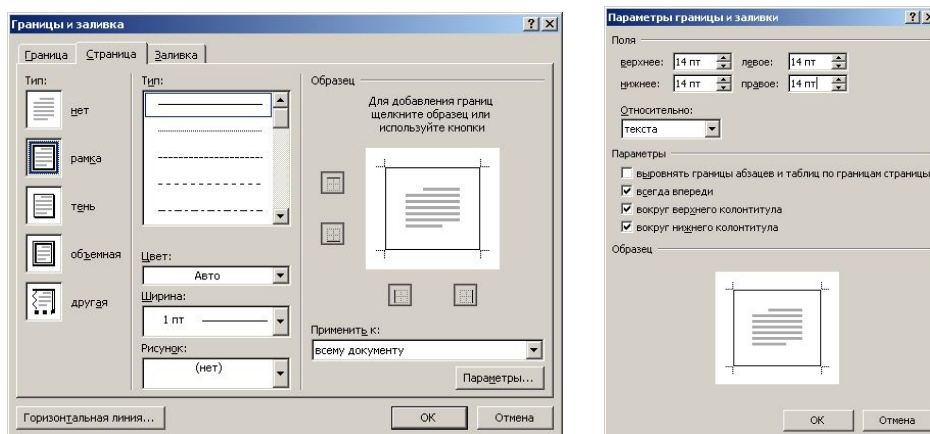 Границы и заливка
Граница Страница Заливка
Тип:
нет
рамка
тень
объемная
другая
Тип:
Цвет:
Авто
Ширина:
1 пт
Рисунок:
(нет)
Образец
Для добавления границ
щелкните образец или
используйте кнопки
Применить к:
всему документу
Параметры...
Горизонтальная линия...
ОК
Отмена
Параметры границы и заливки
Поля
верхнее: 14 пт левое: 14 пт
нижнее: 14 пт правое: 14 пт
Относительно:
текста
Параметры
выровнять границы абзацев и таблиц по границам страницы
всегда впереди
вокруг верхнего колонтитула
вокруг нижнего колонтитула
Образец
ОК
Отмена